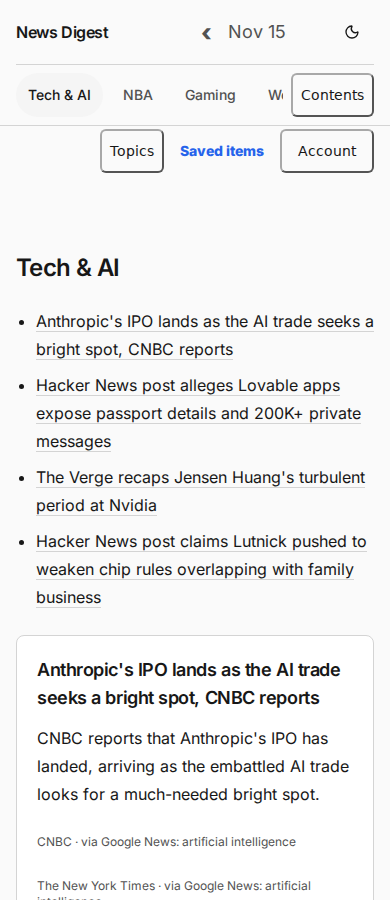 News Digest
‹ Nov 15
Tech & AI NBA Gaming Contents
Topics Saved items Account
Tech & AI
• Anthropic's IPO lands as the AI trade seeks a
bright spot, CNBC reports
• Hacker News post alleges Lovable apps
expose passport details and 200K+ private
messages
• The Verge recaps Jensen Huang's turbulent
period at Nvidia
• Hacker News post claims Lutnick pushed to
weaken chip rules overlapping with family
business
Anthropic's IPO lands as the AI trade
seeks a bright spot, CNBC reports
CNBC reports that Anthropic's IPO has
landed, arriving as the embattled AI trade
looks for a much-needed bright spot.
CNBC · via Google News: artificial intelligence
The New York Times · via Google News: artificial